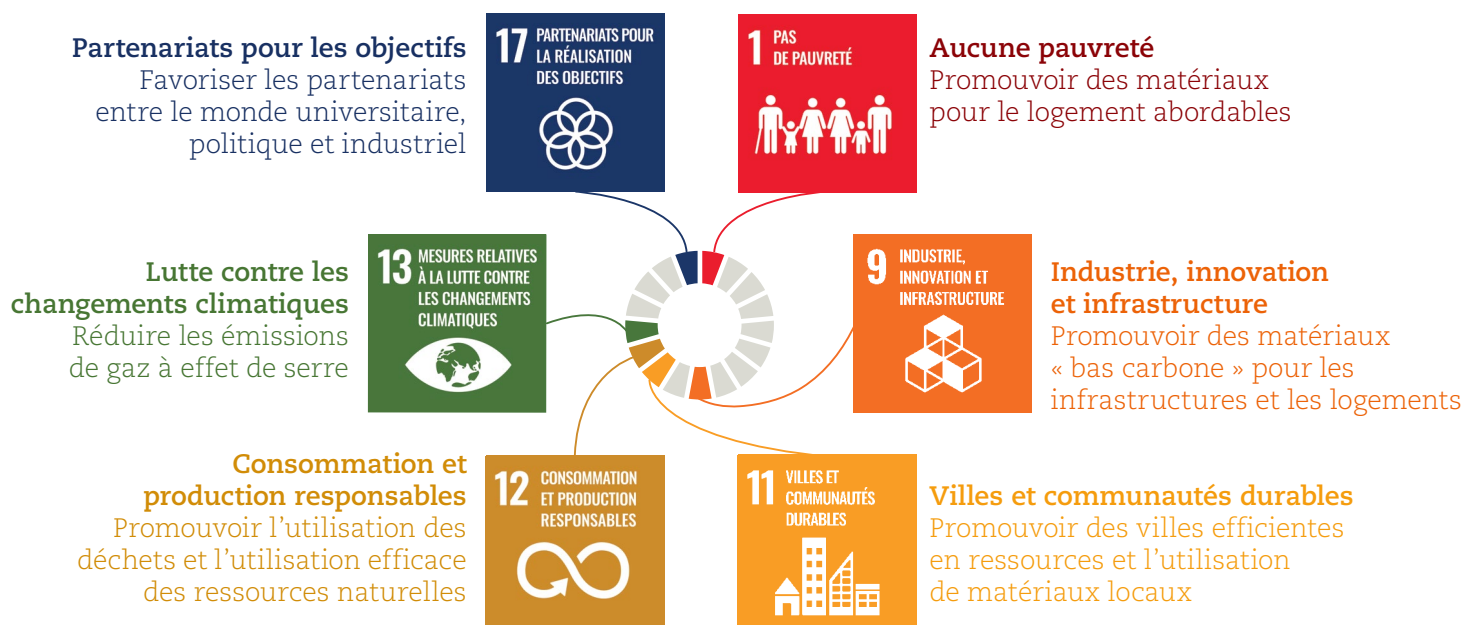 Partenariats pour les objectifs
Favoriser les partenariats
entre le monde universitaire,
politique et industriel
17 PARTENARIATS POUR
LA RÉALISATION
DES OBJECTIFS
1 PAS
DE PAUVRETÉ
Aucune pauvreté
Promouvoir des matériaux
pour le logement abordables
Lutte contre les
changements climatiques
Réduire les émissions
de gaz à effet de serre
13 MESURES RELATIVES
À LA LUTTE CONTRE
LES CHANGEMENTS
CLIMATIQUES
9 INDUSTRIE,
INNOVATION ET
INFRASTRUCTURE
Industrie, innovation
et infrastructure
Promouvoir des matériaux
« bas carbone » pour les
infrastructures et les logements
Consommation et
production responsables
Promouvoir l’utilisation des
déchets et l’utilisation efficace
des ressources naturelles
12 CONSOMMATION
ET PRODUCTION
RESPONSABLES
11 VILLES ET
COMMUNAUTÉS
DURABLES
Villes et communautés durables
Promouvoir des villes efficientes
en ressources et l’utilisation
de matériaux locaux